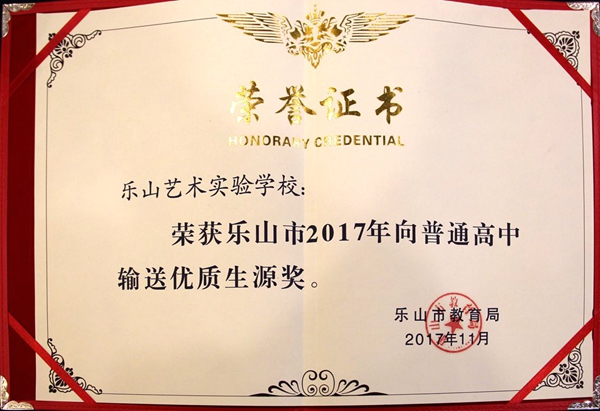 荣誉证书
HONORARY CREDENTIAL
乐山艺术实验学校：
荣获乐山市2017年向普通高中
输送优质生源奖。
乐山市教育局
2017年11月